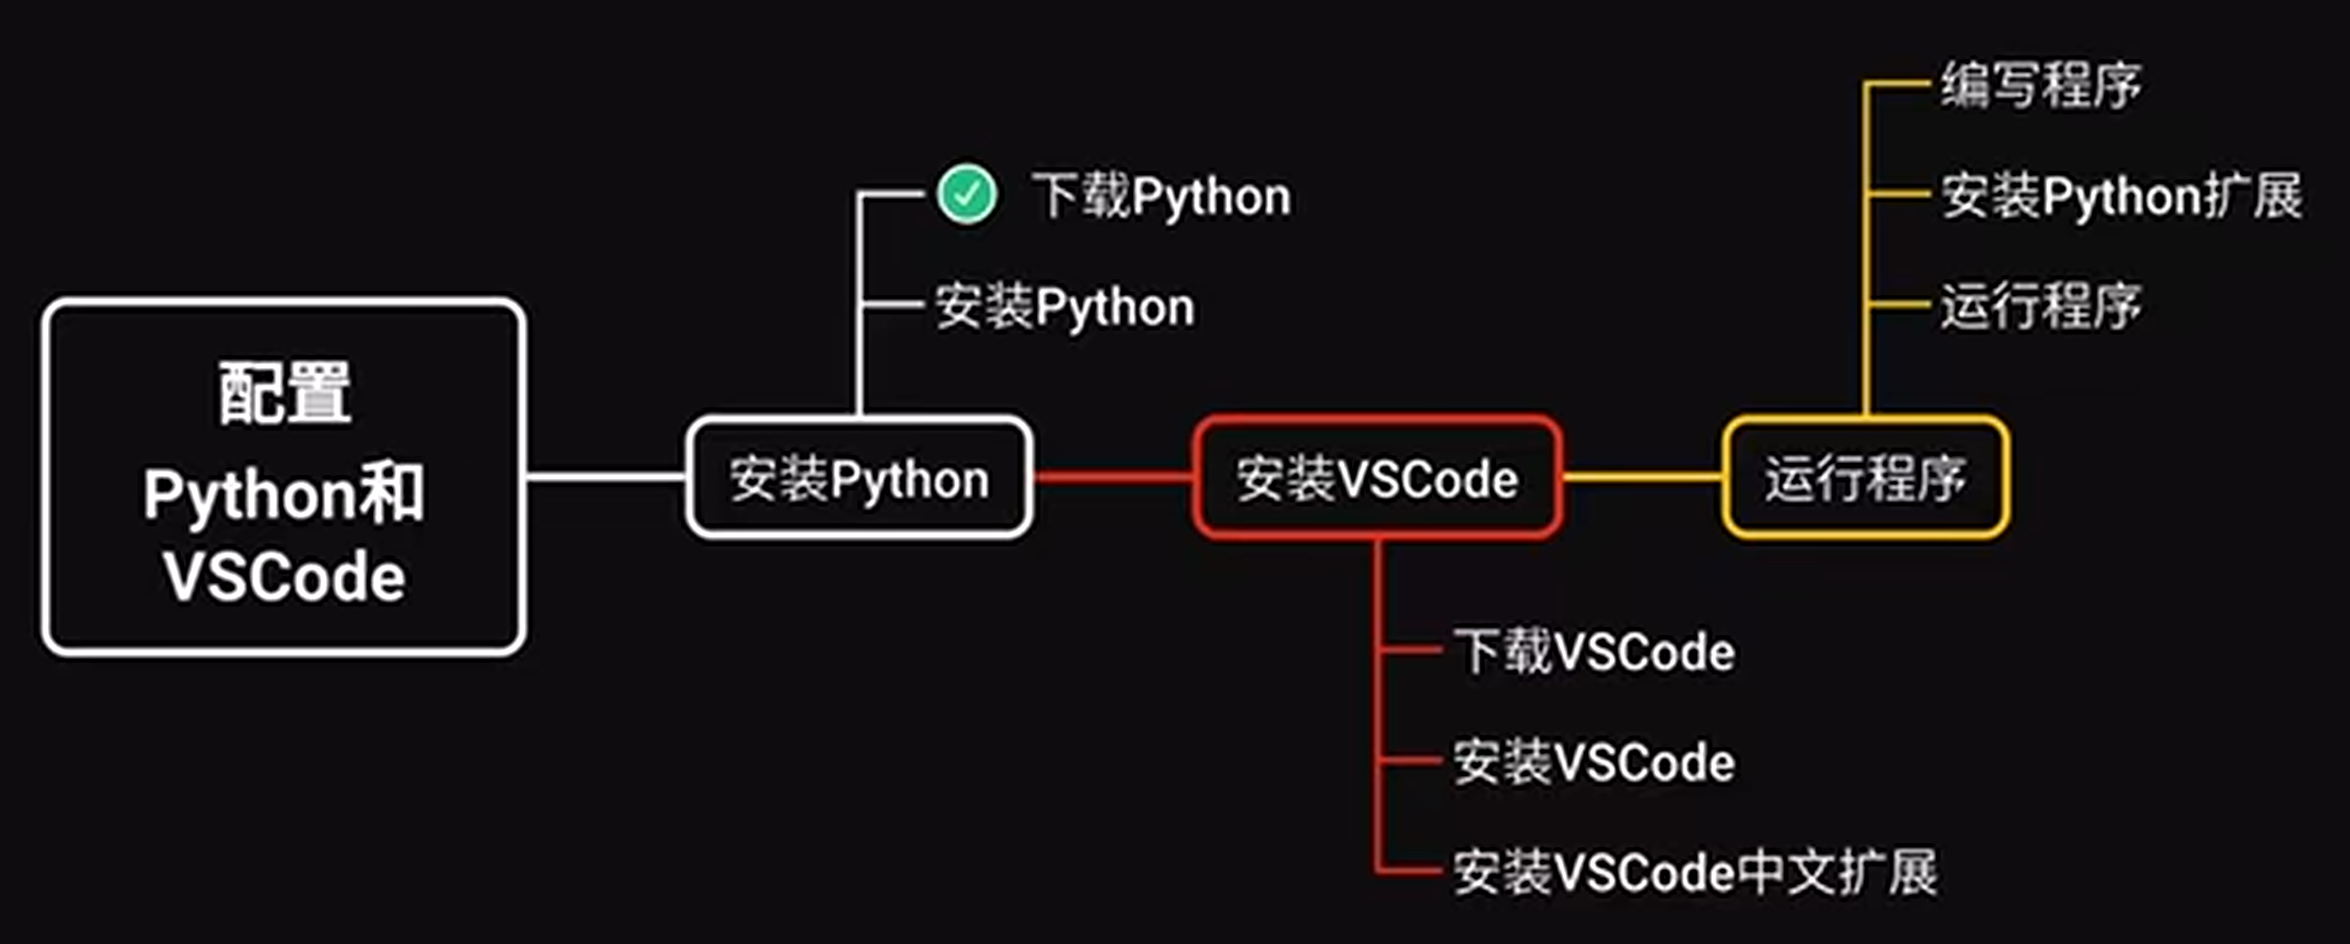 配置
Python和
VSCode
安装Python
下载Python
安装Python
安装VSCode
下载VSCode
安装VSCode
安装VSCode中文扩展
运行程序
编写程序
安装Python扩展
运行程序